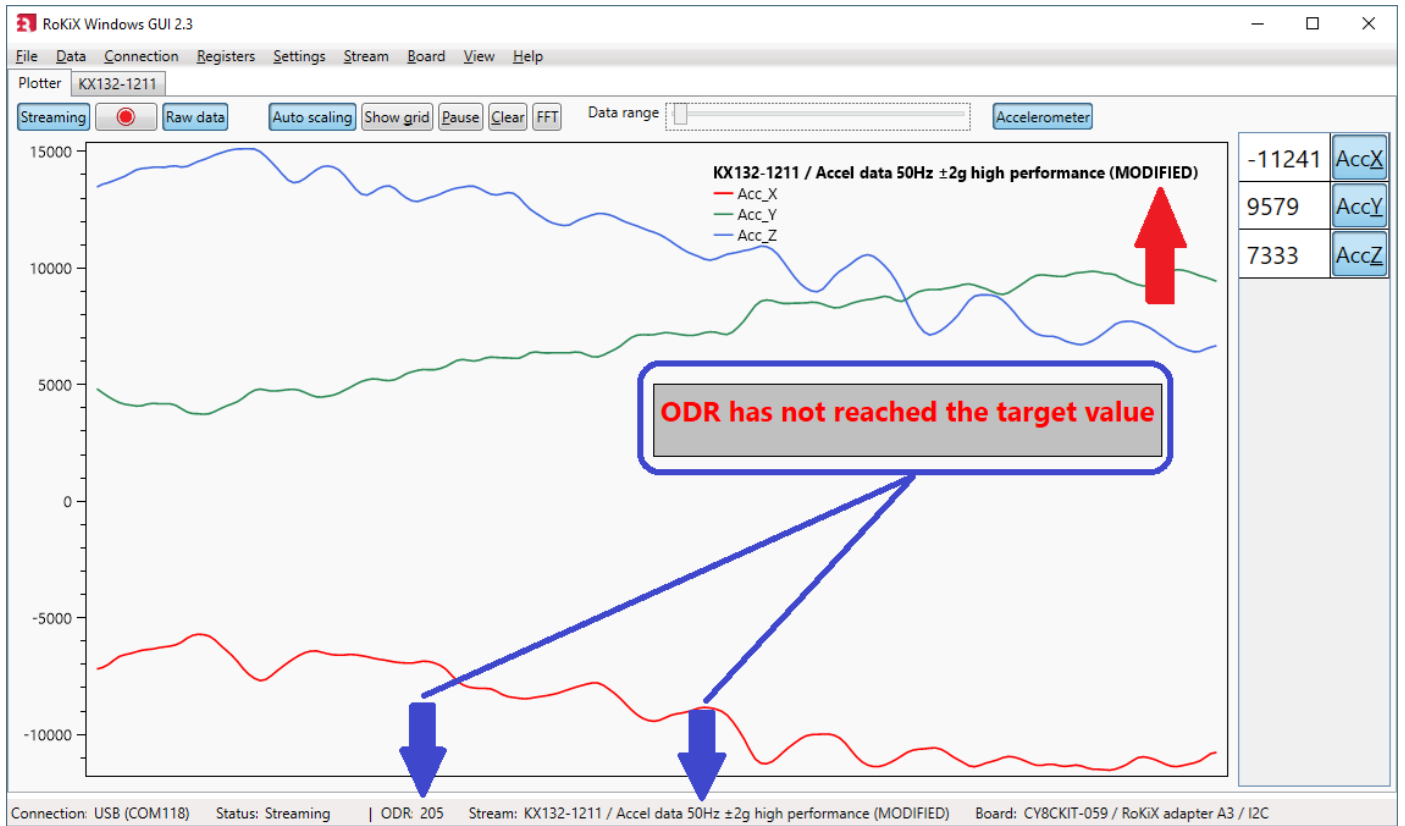 RoKiX Windows GUI 2.3
File Data Connection Registers Settings Stream Board View Help
Plotter KX132-1211
Streaming Raw data Auto scaling Show grid Pause Clear FFT Data range Accelerometer
15000
10000
5000
0
-5000
-10000
KX132-1211 / Accel data 50Hz ±2g high performance (MODIFIED)
Acc_X
Acc_Y
Acc_Z
-11241 AccX
9579 AccY
7333 AccZ
ODR has not reached the target value
Connection: USB (COM118) Status: Streaming | ODR: 205 Stream: KX132-1211 / Accel data 50Hz ±2g high performance (MODIFIED) Board: CY8CKIT-059 / RoKiX adapter A3 / I2C